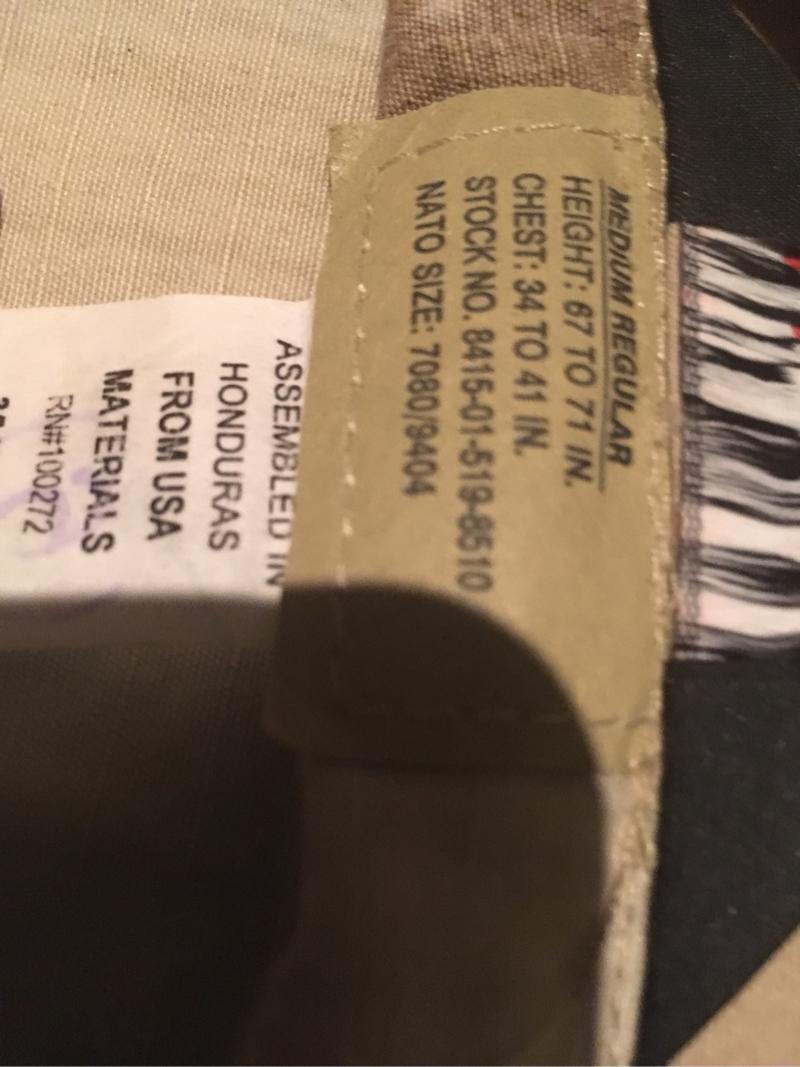 MEDIUM REGULAR
HEIGHT: 67 TO 71 IN.
CHEST: 34 TO 41 IN.
STOCK NO. 8415-01-519-8510
NATO SIZE: 7080/9404
ASSEMBLED IN
HONDURAS
FROM USA
MATERIALS
RN#100272